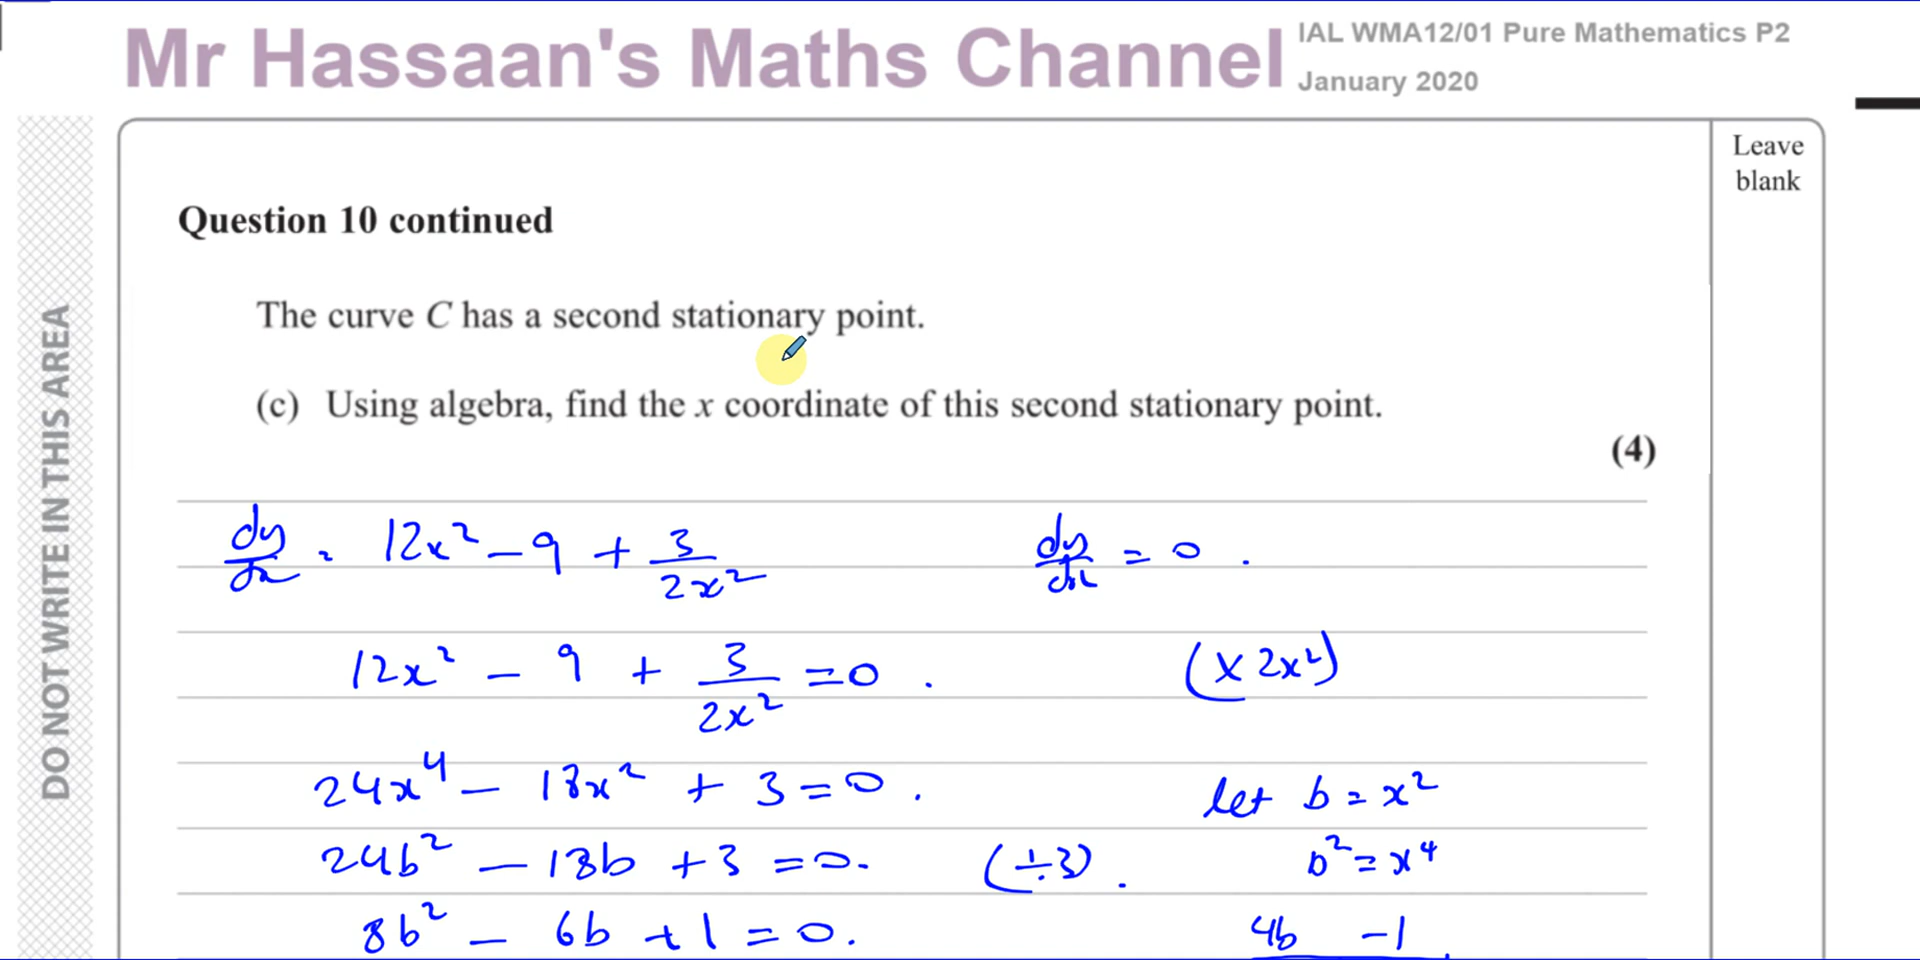 Mr Hassaan's Maths Channel
IAL WMA12/01 Pure Mathematics P2
January 2020
Leave
blank
DO NOT WRITE IN THIS AREA
Question 10 continued
The curve C has a second stationary point.
(c) Using algebra, find the x coordinate of this second stationary point.
(4)
dy/dx = 12x² - 9 + 3/2x² dy/dx = 0 .
12x² - 9 + 3/2x² = 0 . (× 2x²)
24x⁴ - 18x² + 3 = 0 . let b = x²
24b² - 18b + 3 = 0. (÷3) . b² = x⁴
8b² - 6b + 1 = 0. 4b -1